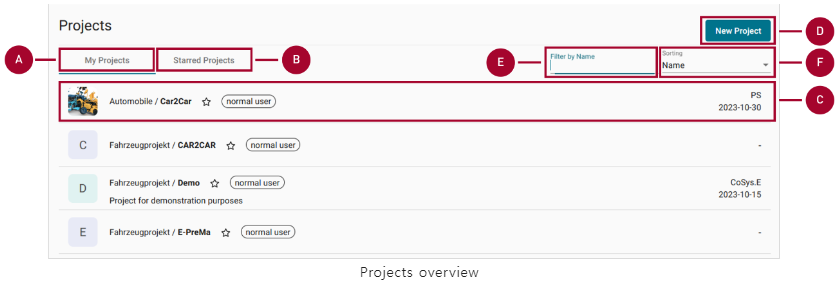 Projects
New Project
D
A
My Projects
Starred Projects
B
E
Filter by Name
Sorting
Name
F
Automobile / Car2Car
normal user
PS
2023-10-30
C
C
Fahrzeugprojekt / CAR2CAR
normal user
-
D
Fahrzeugprojekt / Demo
normal user
Project for demonstration purposes
CoSys.E
2023-10-15
E
Fahrzeugprojekt / E-PreMa
normal user
-
Projects overview